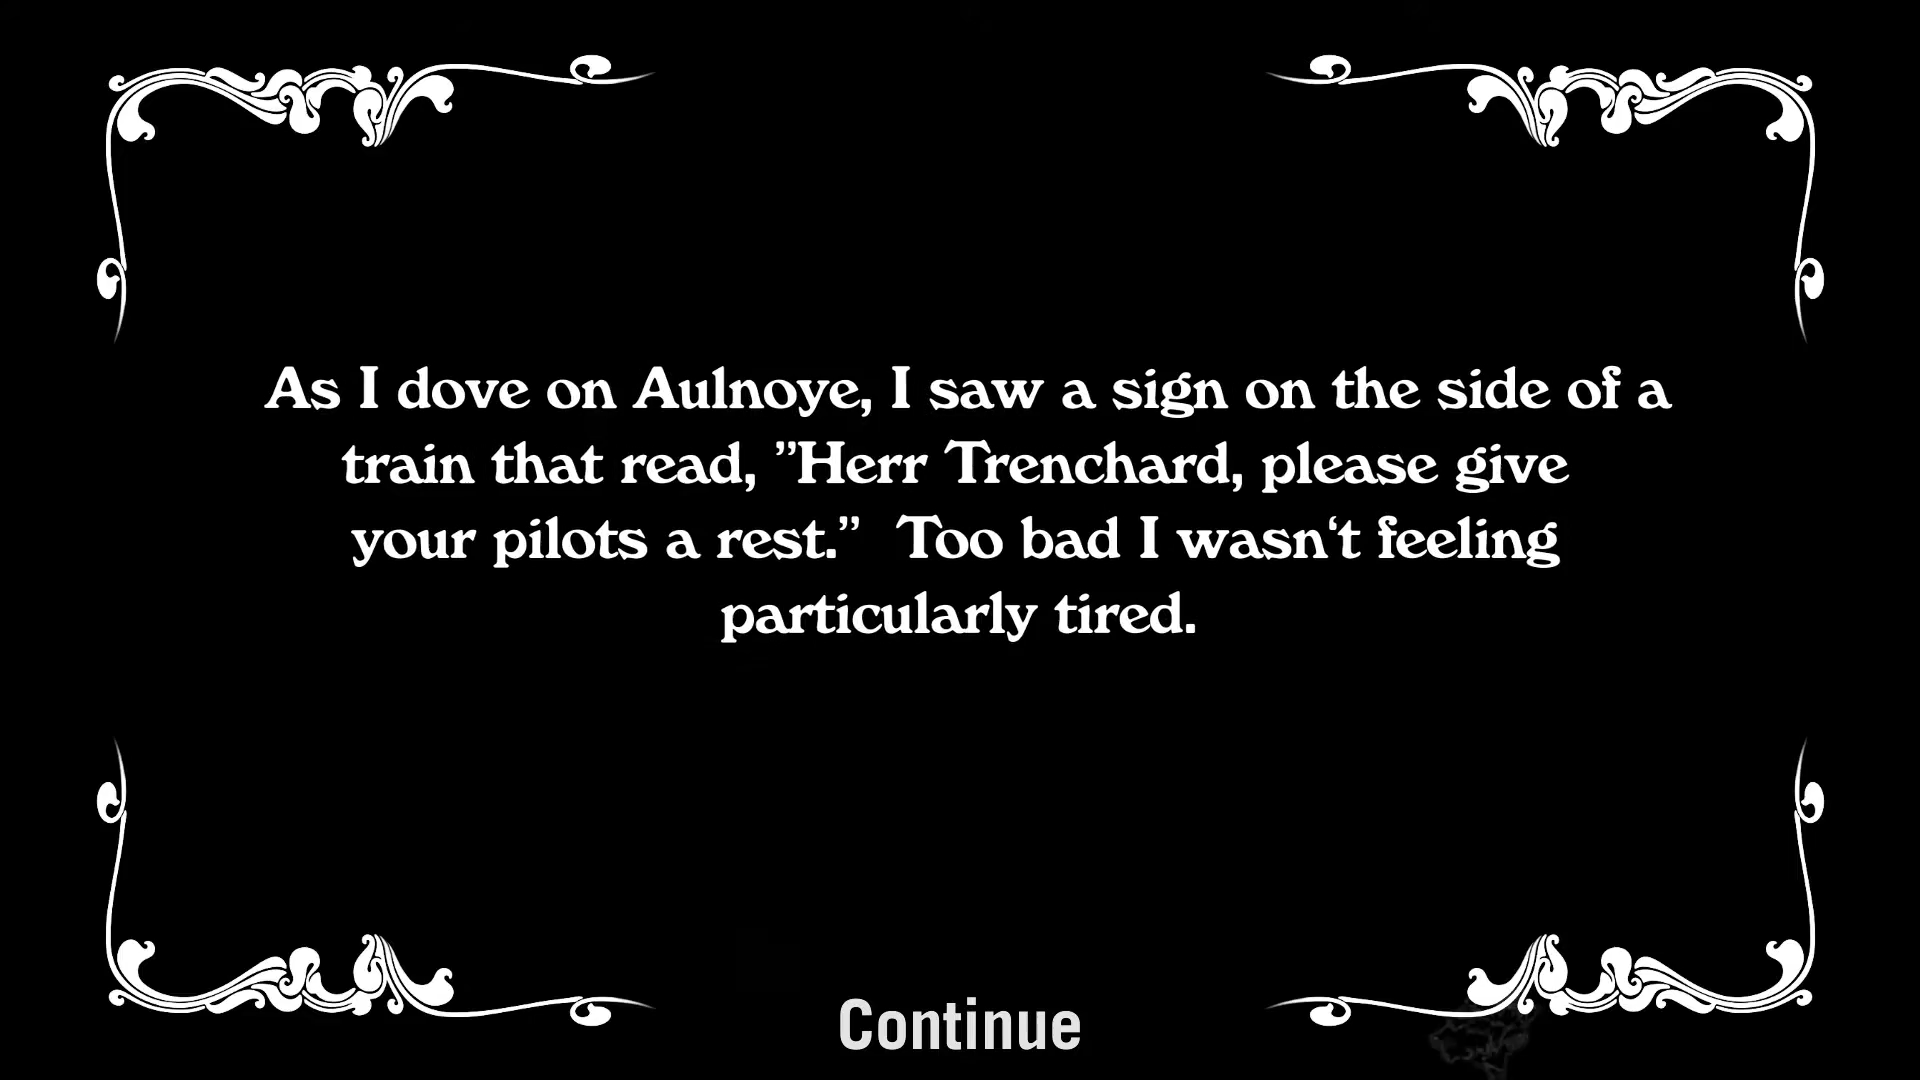 As I dove on Aulnoye, I saw a sign on the side of a
train that read, ”Herr Trenchard, please give
your pilots a rest.”  Too bad I wasn‘t feeling
particularly tired.
Continue